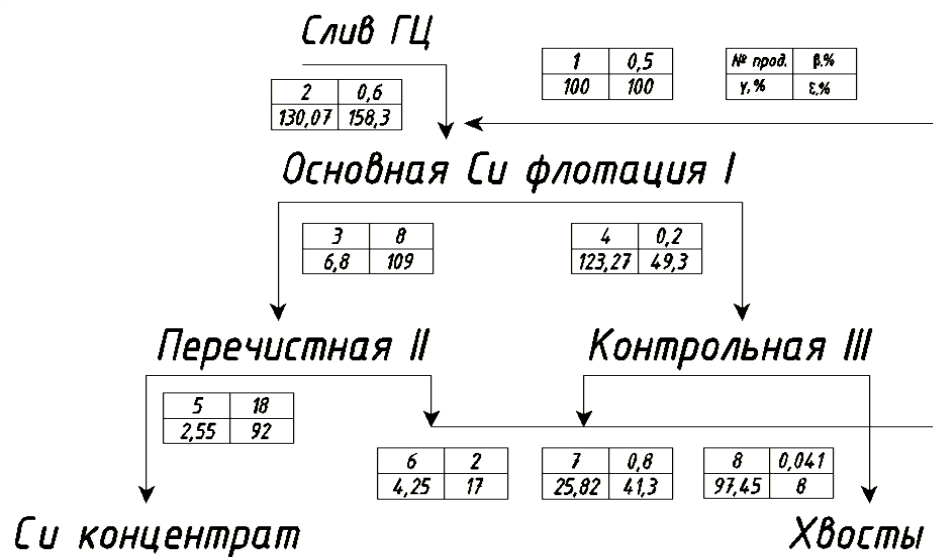 Слив ГЦ
1 0,5
100 100
№ прод. β,%
γ,% ε,%
2 0,6
130,07 158,3
Основная Cu флотация I
3 8
6,8 109
4 0,2
123,27 49,3
Перечистная II
Контрольная III
5 18
2,55 92
6 2
4,25 17
7 0,8
25,82 41,3
8 0,041
97,45 8
Cu концентрат
Хвосты